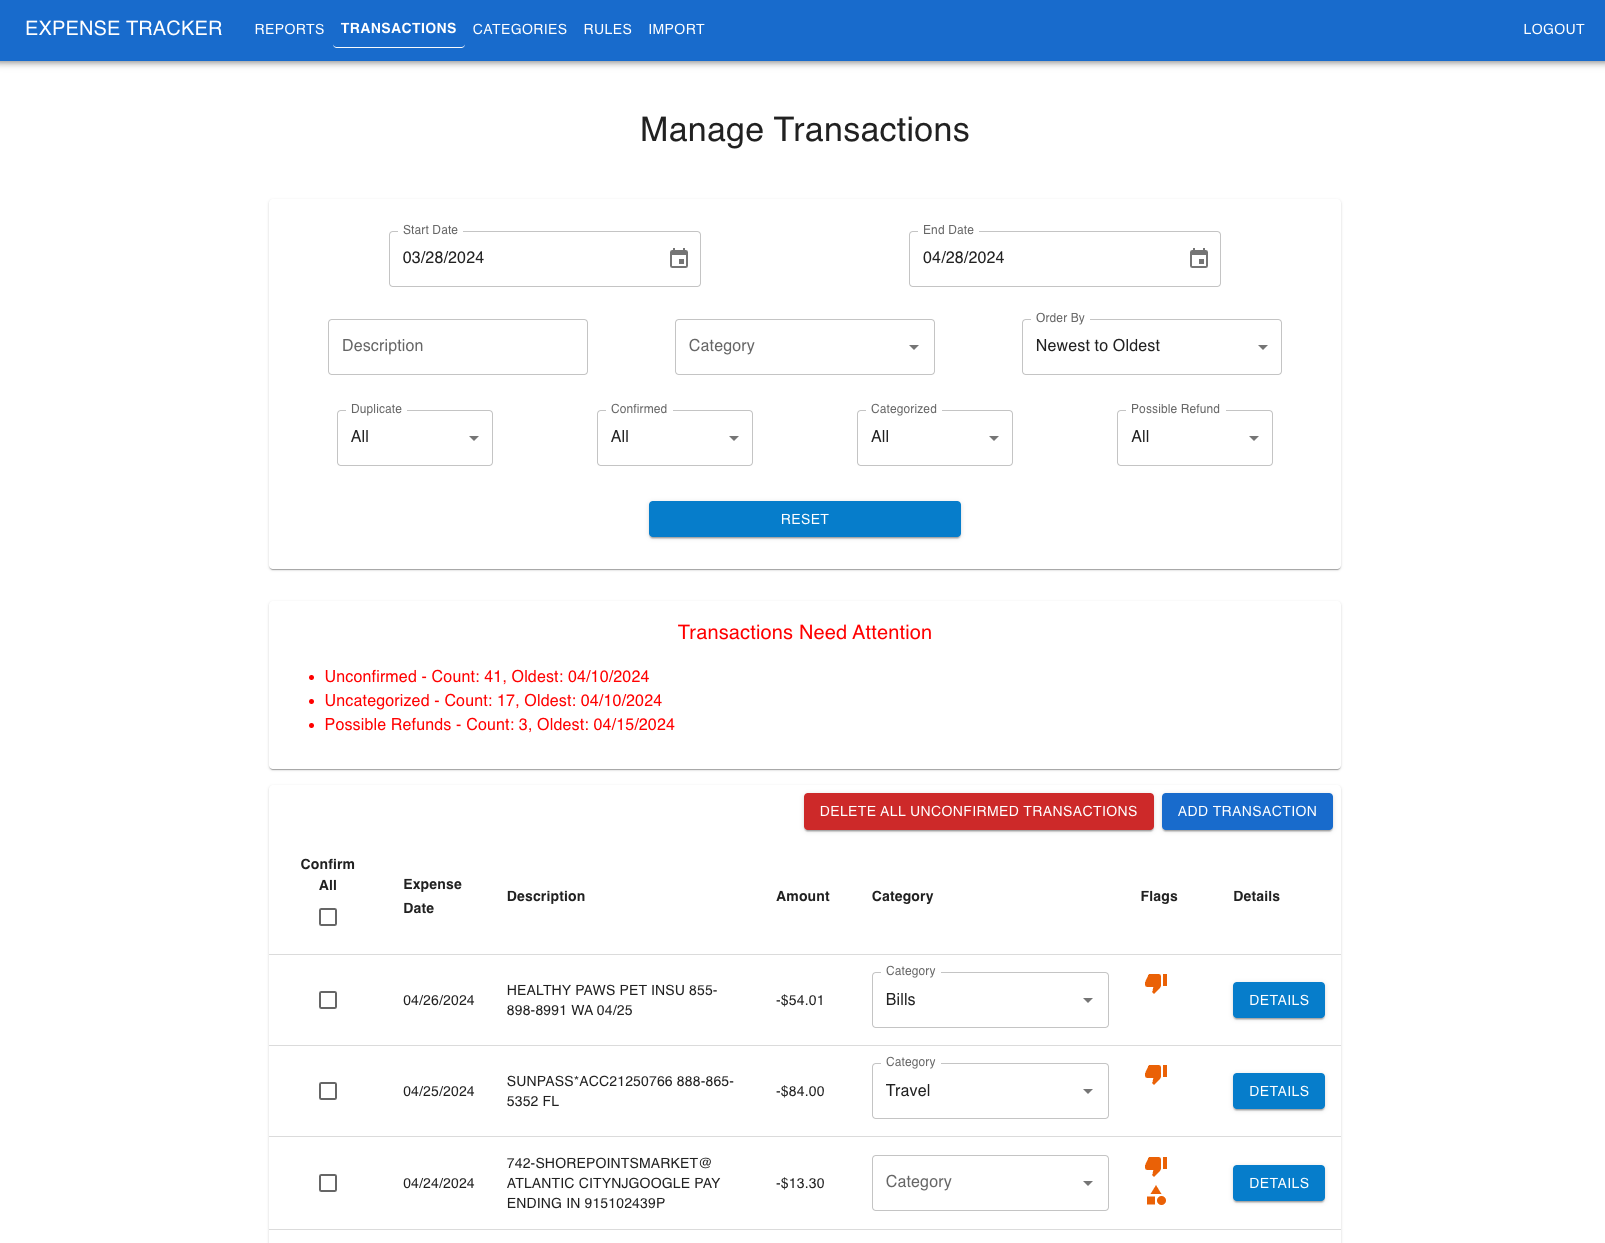 EXPENSE TRACKER REPORTS TRANSACTIONS CATEGORIES RULES IMPORT LOGOUT
Manage Transactions
Start Date End Date
03/28/2024 04/28/2024
Order By
Description Category Newest to Oldest
Duplicate Confirmed Categorized Possible Refund
All All All All
RESET
Transactions Need Attention
• Unconfirmed - Count: 41, Oldest: 04/10/2024
• Uncategorized - Count: 17, Oldest: 04/10/2024
• Possible Refunds - Count: 3, Oldest: 04/15/2024
DELETE ALL UNCONFIRMED TRANSACTIONS ADD TRANSACTION
Confirm
All
Expense
Date
Description Amount Category Flags Details
Category
04/26/2024
HEALTHY PAWS PET INSU 855-
898-8991 WA 04/25
-$54.01 Bills DETAILS
Category
04/25/2024
SUNPASS*ACC21250766 888-865-
5352 FL
-$84.00 Travel DETAILS
04/24/2024
742-SHOREPOINTSMARKET@
ATLANTIC CITYNJGOOGLE PAY
ENDING IN 915102439P
-$13.30 Category DETAILS